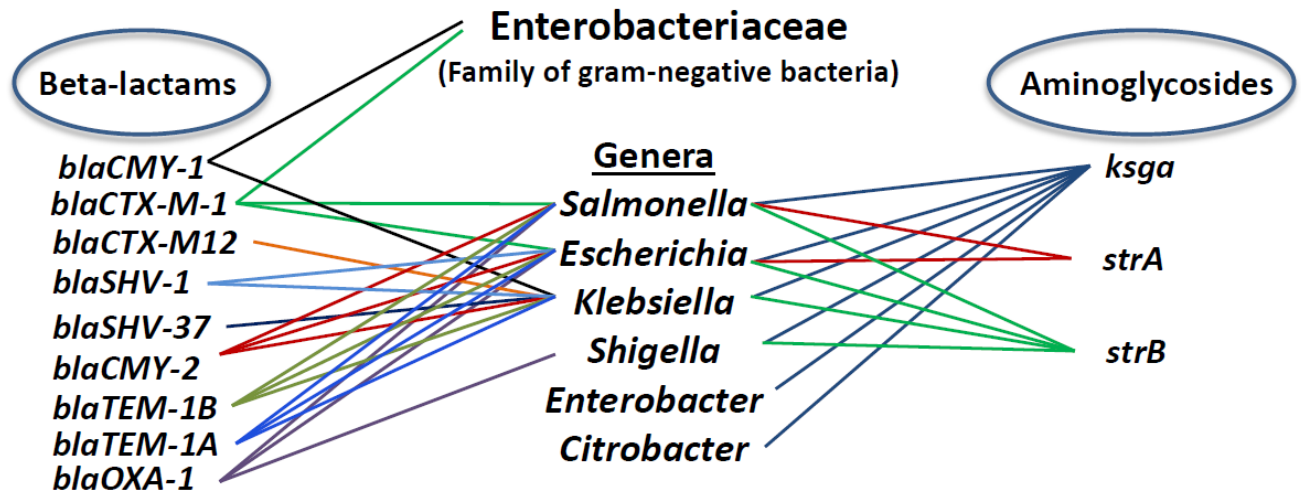 Enterobacteriaceae
(Family of gram-negative bacteria)
Beta-lactams
blaCMY-1
blaCTX-M-1
blaCTX-M12
blaSHV-1
blaSHV-37
blaCMY-2
blaTEM-1B
blaTEM-1A
blaOXA-1
Genera
Salmonella
Escherichia
Klebsiella
Shigella
Enterobacter
Citrobacter
Aminoglycosides
ksga
strA
strB